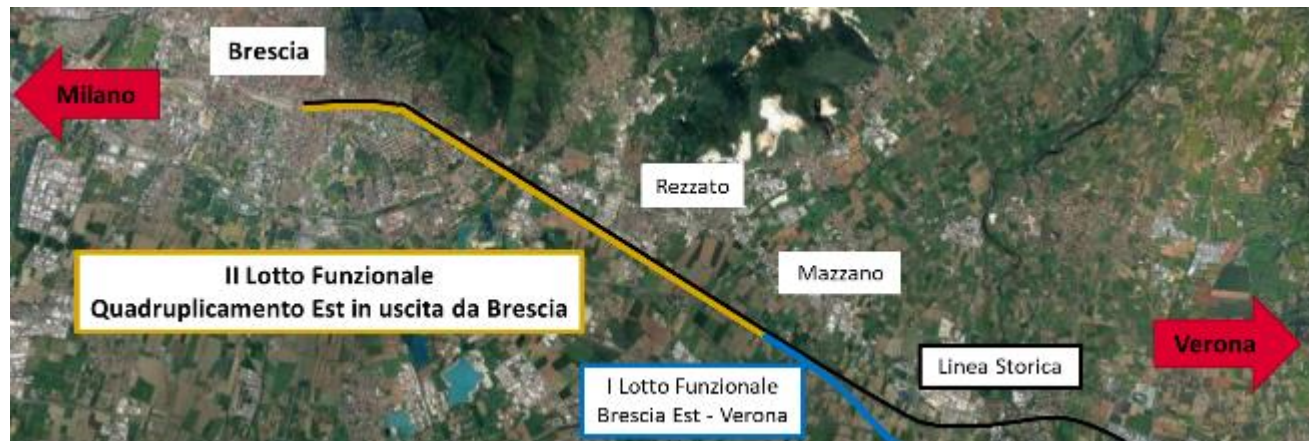 Brescia
Milano
Rezzato
II Lotto Funzionale
Quadruplicamento Est in uscita da Brescia
Mazzano
Verona
Linea Storica
I Lotto Funzionale
Brescia Est - Verona